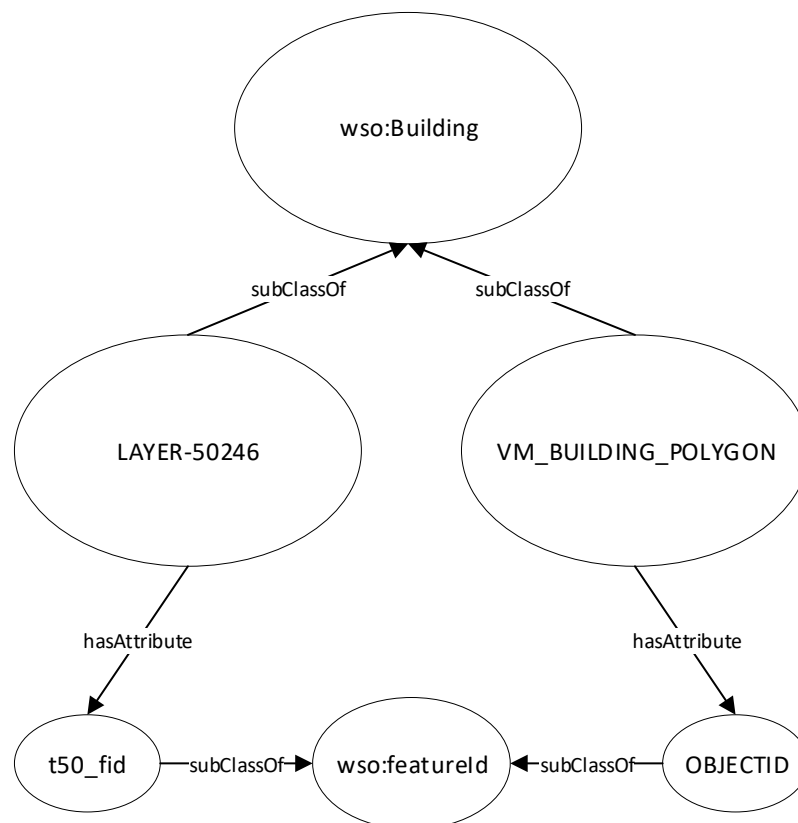 wso:Building
subClassOf
subClassOf
LAYER-50246
VM_BUILDING_POLYGON
hasAttribute
hasAttribute
t50_fid
subClassOf
wso:featureId
subClassOf
OBJECTID